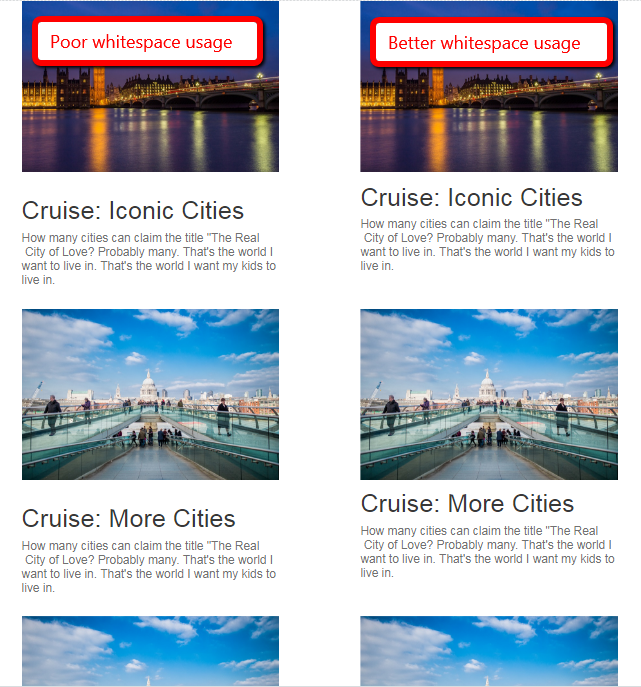 Poor whitespace usage
Cruise: Iconic Cities
How many cities can claim the title "The Real
City of Love? Probably many. That's the world I
want to live in. That's the world I want my kids to
live in.
Cruise: More Cities
How many cities can claim the title "The Real
City of Love? Probably many. That's the world I
want to live in. That's the world I want my kids to
live in.
Better whitespace usage
Cruise: Iconic Cities
How many cities can claim the title "The Real
City of Love? Probably many. That's the world I
want to live in. That's the world I want my kids to
live in.
Cruise: More Cities
How many cities can claim the title "The Real
City of Love? Probably many. That's the world I
want to live in. That's the world I want my kids to
live in.